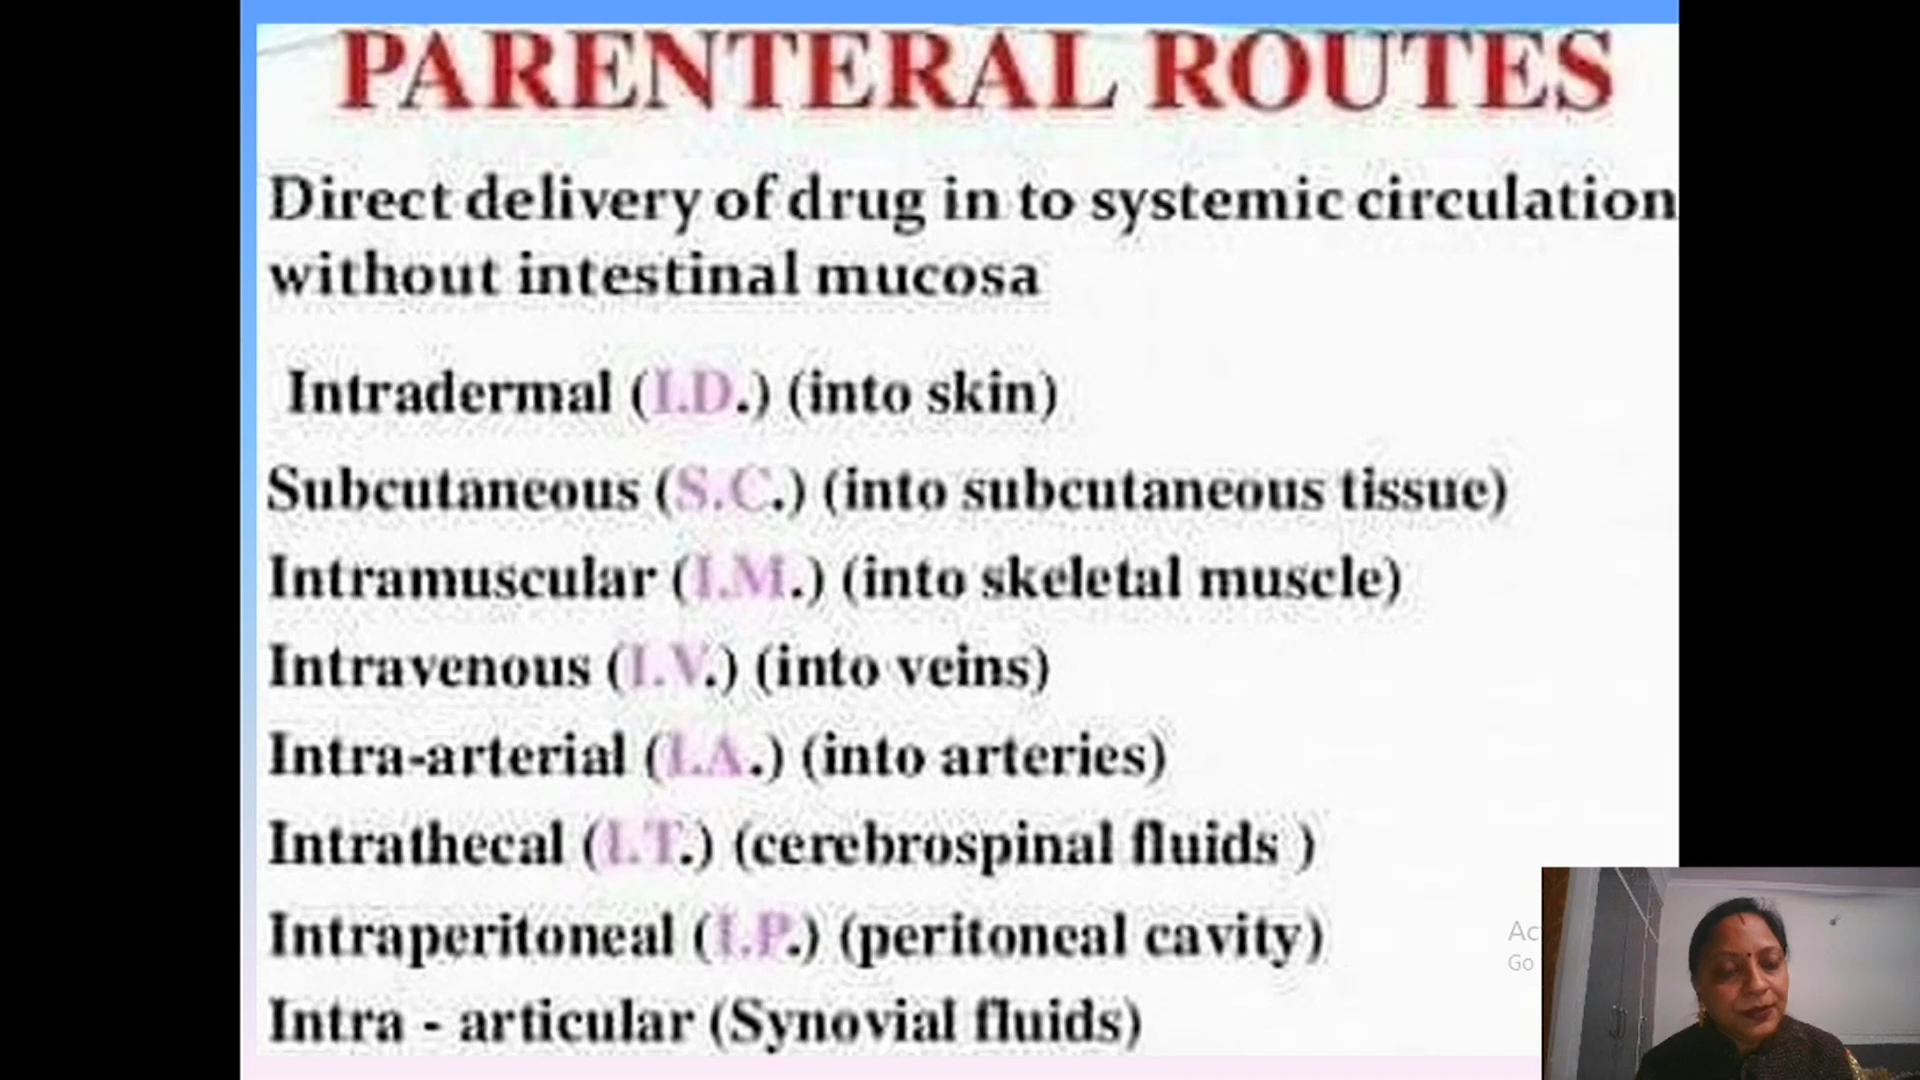 PARENTERAL ROUTES
Direct delivery of drug in to systemic circulation
without intestinal mucosa
Intradermal (I.D.) (into skin)
Subcutaneous (S.C.) (into subcutaneous tissue)
Intramuscular (I.M.) (into skeletal muscle)
Intravenous (I.V.) (into veins)
Intra-arterial (I.A.) (into arteries)
Intrathecal (I.T.) (cerebrospinal fluids )
Intraperitoneal (I.P.) (peritoneal cavity)
Intra - articular (Synovial fluids)
Ac
Go